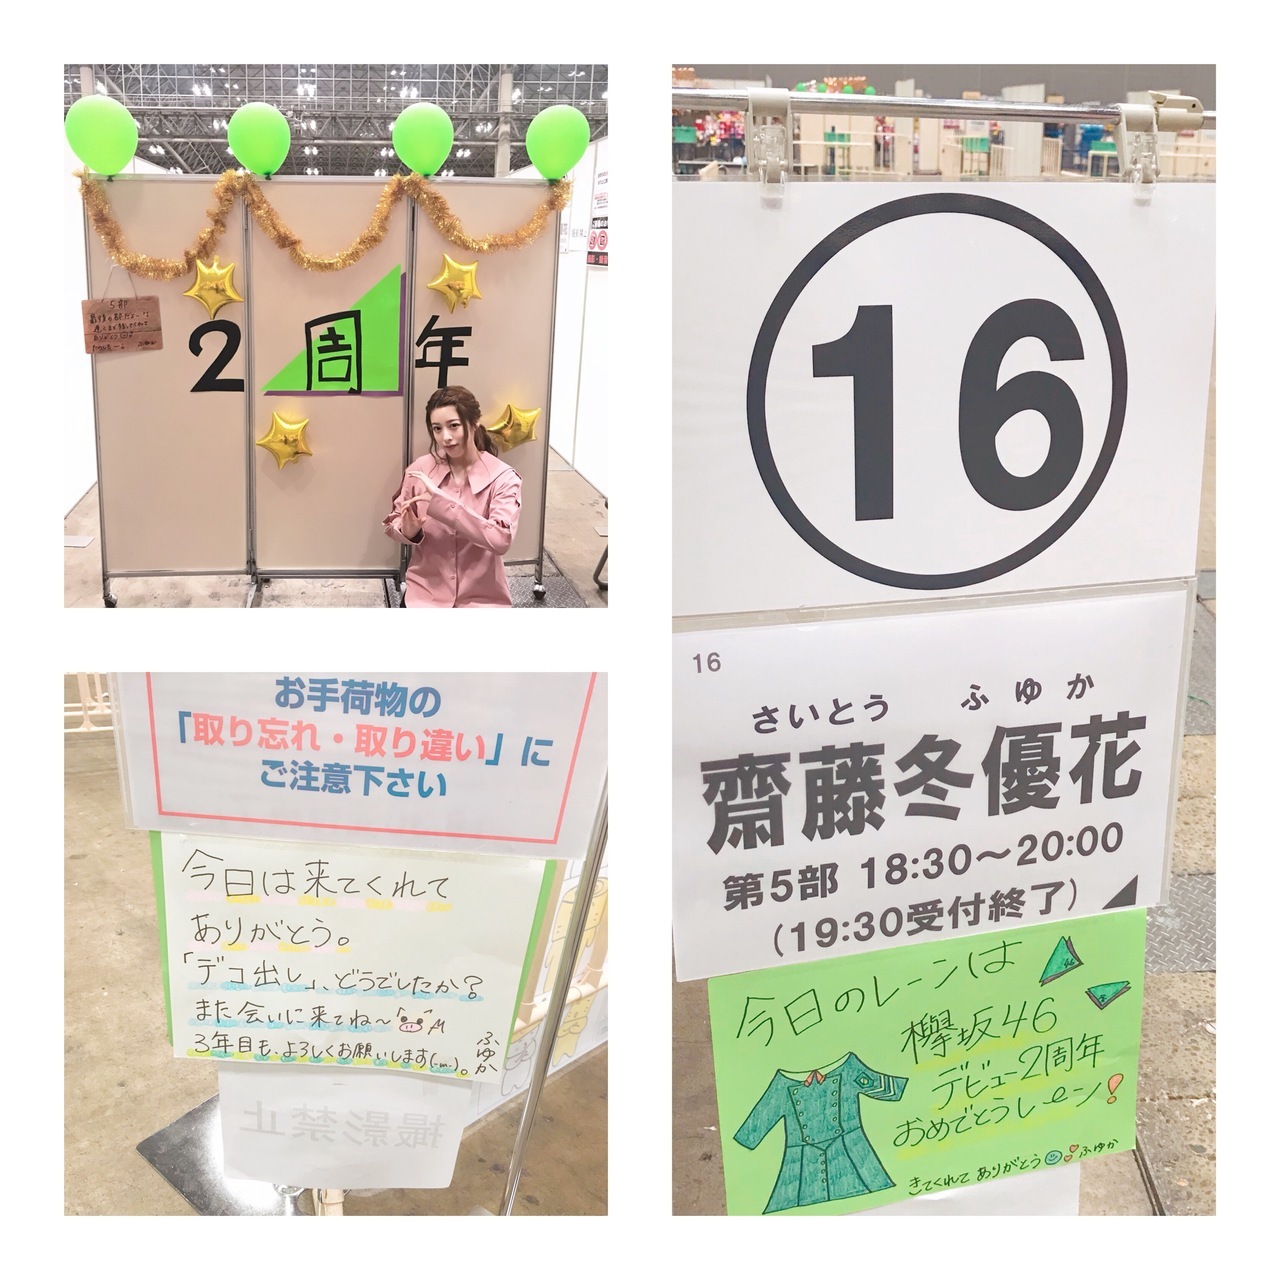 2周年
5部
お手荷物の
「取り忘れ・取り違い」に
ご注意下さい
今日は来てくれて
ありがとう。
「デコ出し」、どうでしたか?
また会いに来てね〜
3年目も、よろしくお願いします(-m-)。
ふゆか
撮影禁止
16
16
さいとう ふゆか
齋藤冬優花
第5部 18:30〜20:00
(19:30受付終了)
今日のレーンは
欅坂46
デビュー2周年
おめでとうレーン!
きてくれて ありがとう ふゆか